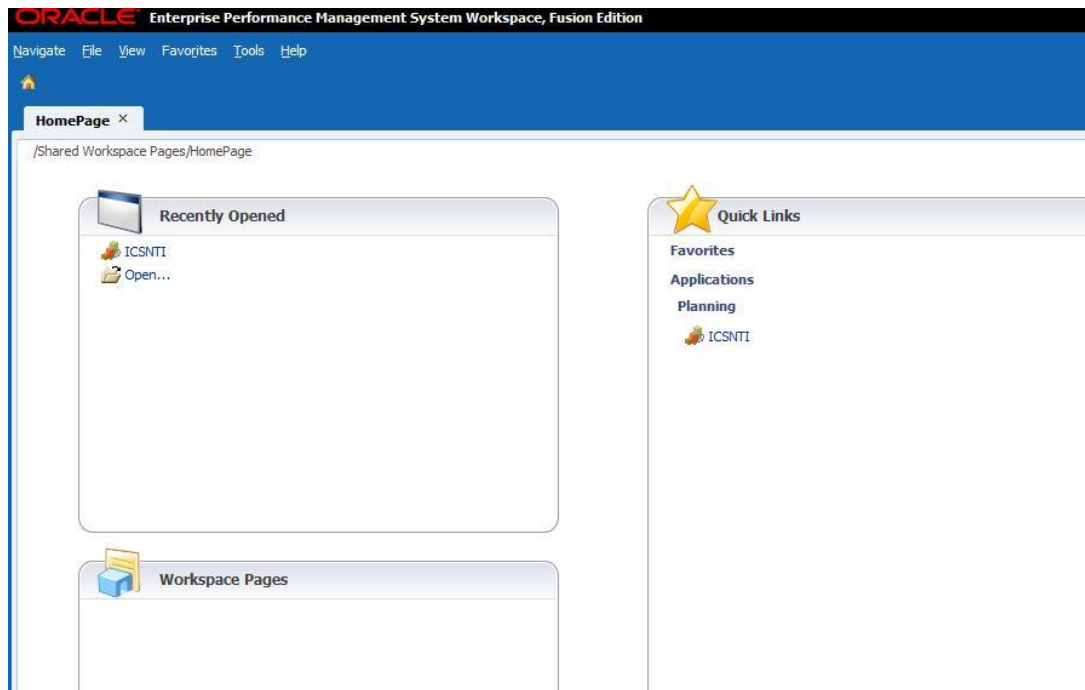 ORACLE® Enterprise Performance Management System Workspace, Fusion Edition
Navigate File View Favorites Tools Help
HomePage ×
/Shared Workspace Pages/HomePage
Recently Opened
ICSNTI
Open...
Quick Links
Favorites
Applications
Planning
ICSNTI
Workspace Pages